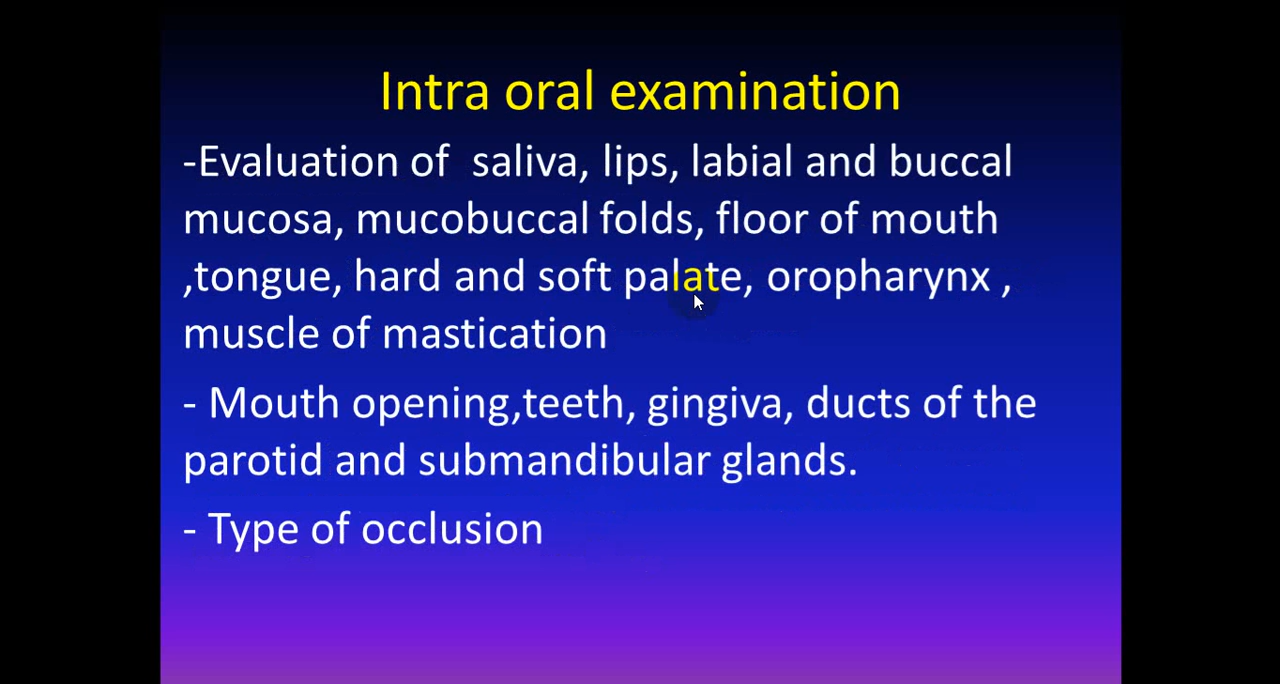 Intra oral examination
-Evaluation of  saliva, lips, labial and buccal
mucosa, mucobuccal folds, floor of mouth
,tongue, hard and soft palate, oropharynx ,
muscle of mastication
- Mouth opening,teeth, gingiva, ducts of the
parotid and submandibular glands.
- Type of occlusion